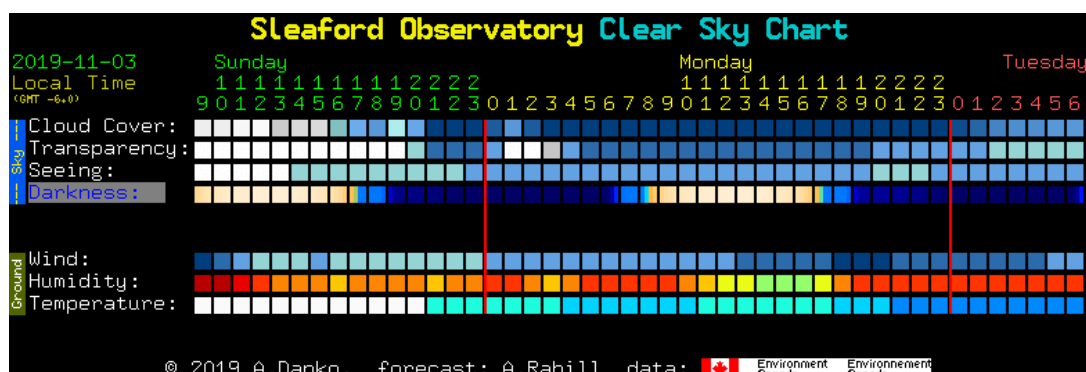 Sleaford Observatory Clear Sky Chart
2019-11-03 Sunday Monday Tuesday
Local Time 1 1 1 1 1 1 1 1 1 1 2 2 2 2 1 1 1 1 1 1 1 1 1 1 2 2 2 2
(GMT -6.0) 9 0 1 2 3 4 5 6 7 8 9 0 1 2 3 0 1 2 3 4 5 6 7 8 9 0 1 2 3 4 5 6 7 8 9 0 1 2 3 0 1 2 3 4 5 6
Sky
Cloud Cover:
Transparency:
Seeing:
Darkness:
Ground
Wind:
Humidity:
Temperature:
© 2019 A Danko forecast: A Rahill data: Environment Environnement